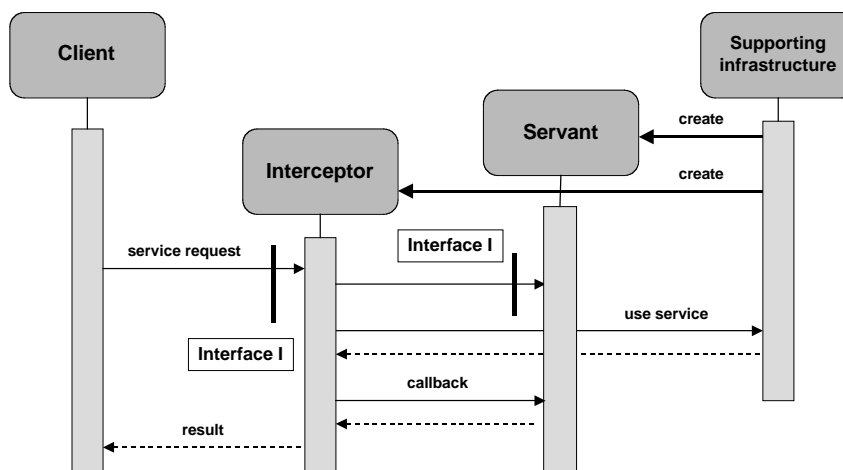 Client
Supporting
infrastructure
Servant
create
Interceptor
create
service request
Interface I
use service
Interface I
callback
result